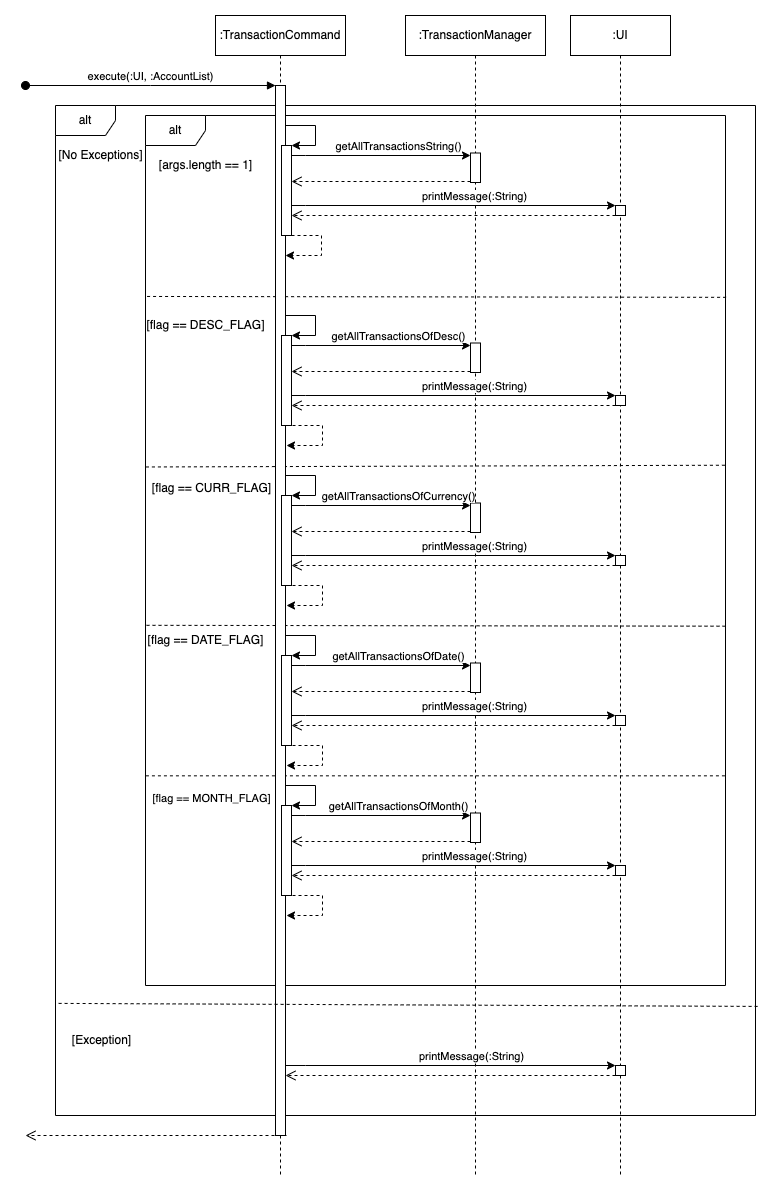 :TransactionCommand
:TransactionManager
:UI
execute(:UI, :AccountList)
alt
alt
[No Exceptions]
[args.length == 1]
getAllTransactionsString()
printMessage(:String)
[flag == DESC_FLAG]
getAllTransactionsOfDesc()
printMessage(:String)
[flag == CURR_FLAG]
getAllTransactionsOfCurrency()
printMessage(:String)
[flag == DATE_FLAG]
getAllTransactionsOfDate()
printMessage(:String)
[flag == MONTH_FLAG]
getAllTransactionsOfMonth()
printMessage(:String)
[Exception]
printMessage(:String)